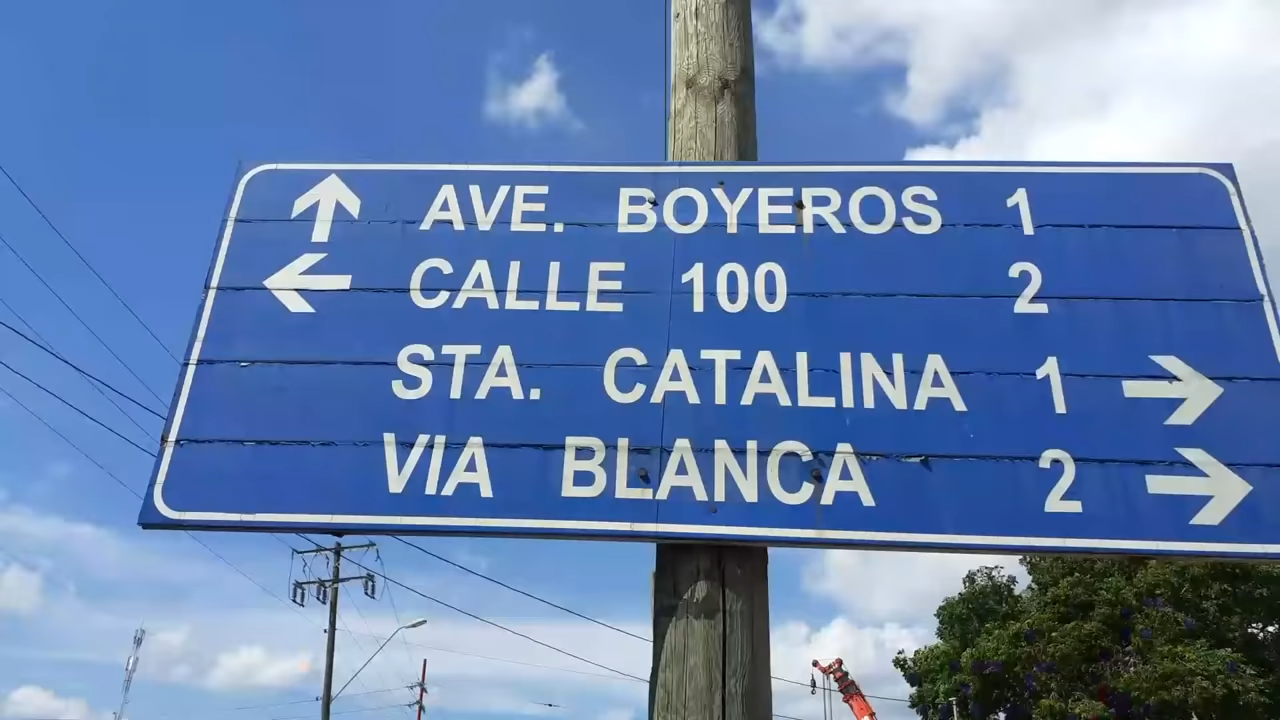 AVE. BOYEROS 1
CALLE 100 2
STA. CATALINA 1
VIA BLANCA 2